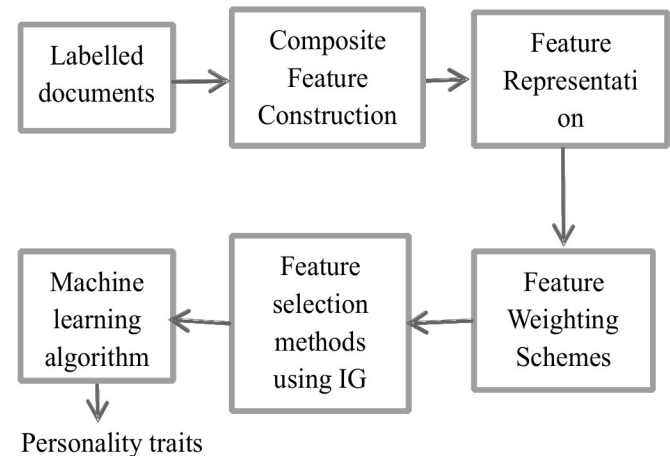 Labelled
documents
Composite
Feature
Construction
Feature
Representati
on
Machine
learning
algorithm
Feature
selection
methods
using IG
Feature
Weighting
Schemes
Personality traits